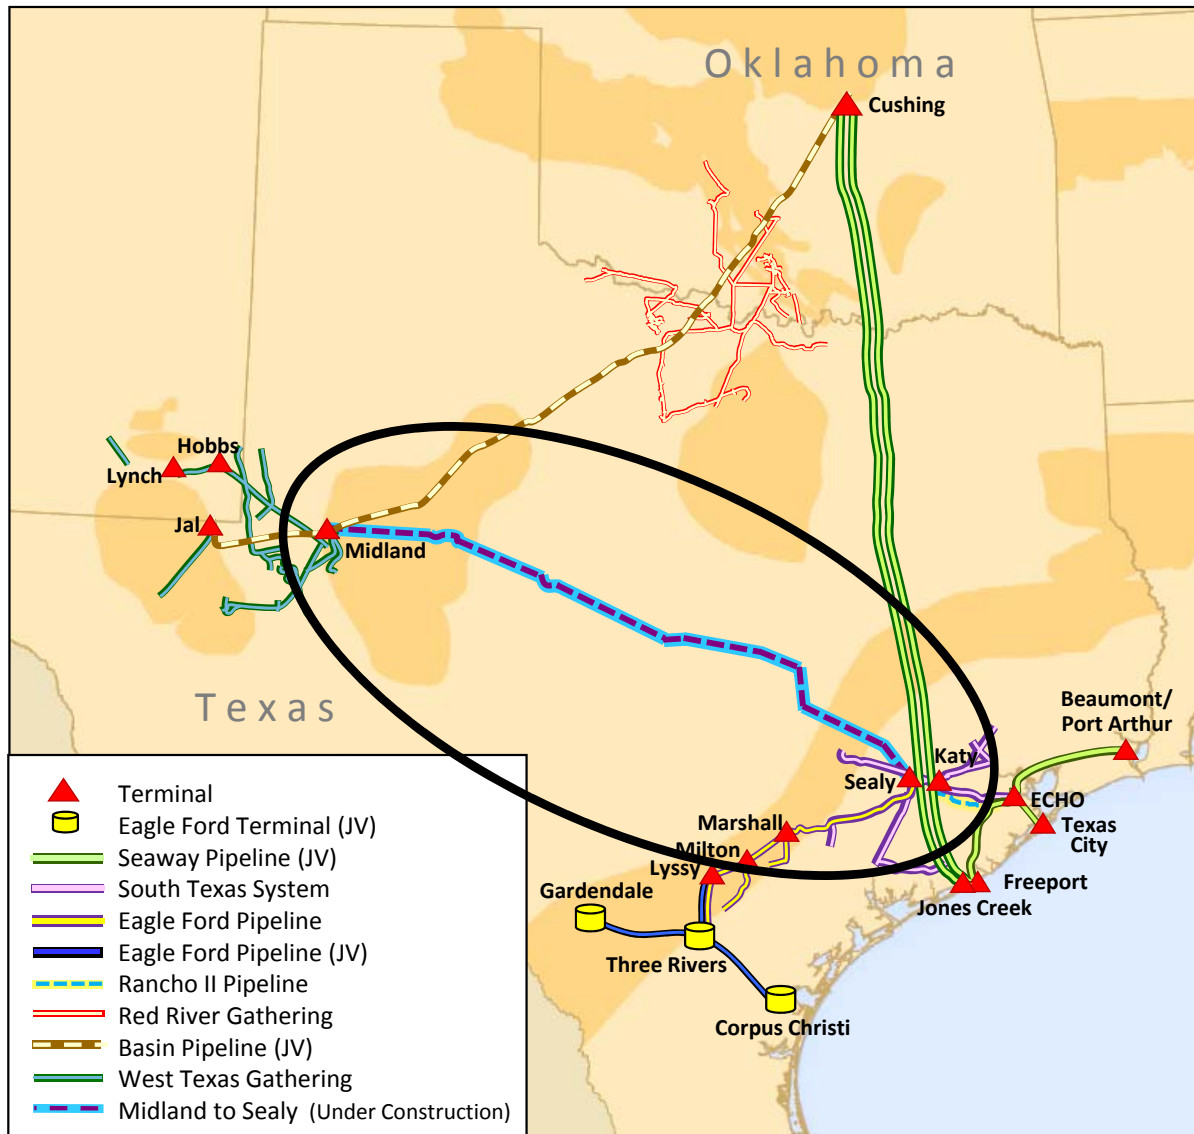 Oklahoma
Cushing
Hobbs
Lynch
Jal
Midland
Texas
Beaumont/
Port Arthur
Katy
Sealy
ECHO
Texas
City
Marshall
Milton
Lyssy
Freeport
Jones Creek
Gardendale
Three Rivers
Corpus Christi
Terminal
Eagle Ford Terminal (JV)
Seaway Pipeline (JV)
South Texas System
Eagle Ford Pipeline
Eagle Ford Pipeline (JV)
Rancho II Pipeline
Red River Gathering
Basin Pipeline (JV)
West Texas Gathering
Midland to Sealy (Under Construction)